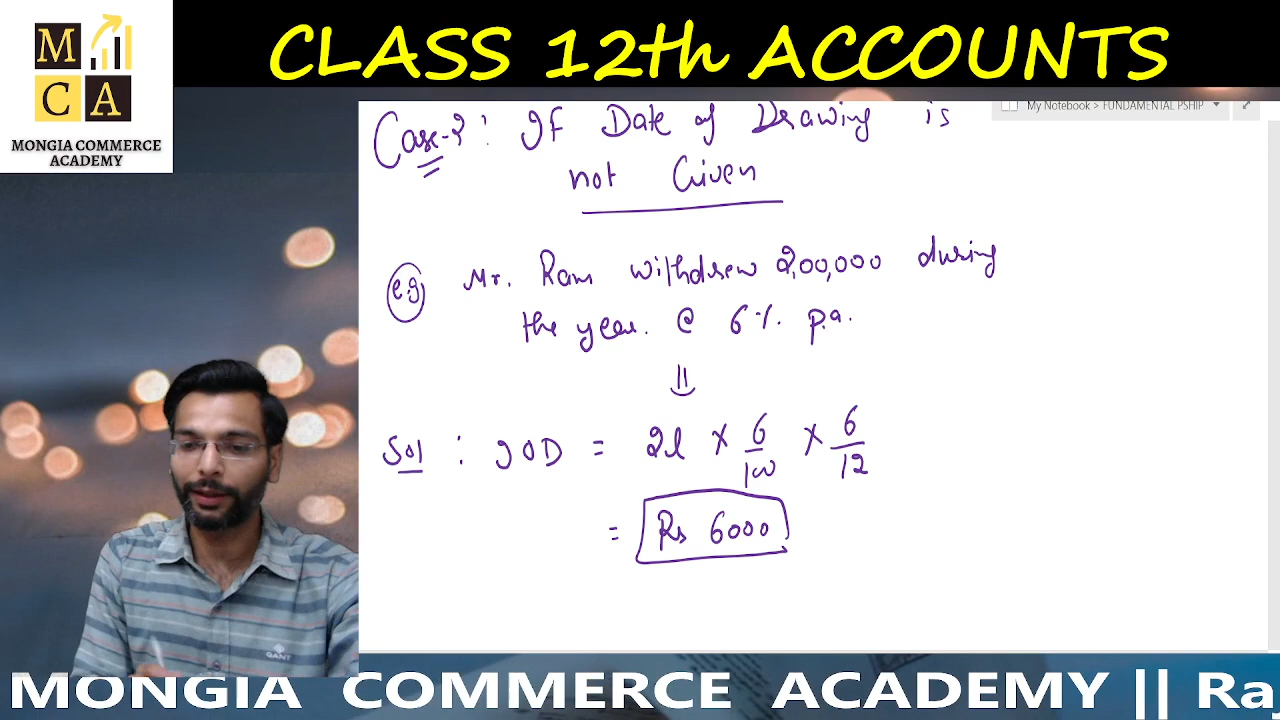 CLASS 12th ACCOUNTS
M
C A
MONGIA COMMERCE
ACADEMY
My Notebook > FUNDAMENTAL PSHIP
Case-2 : If Date of Drawing is
not Given
e.g Mr. Ram withdrew 2,00,000 during
the year. @ 6% p.a.
Sol : IOD = 2l × 6/100 × 6/12
= Rs 6000
GANT
MONGIA COMMERCE ACADEMY || Raj